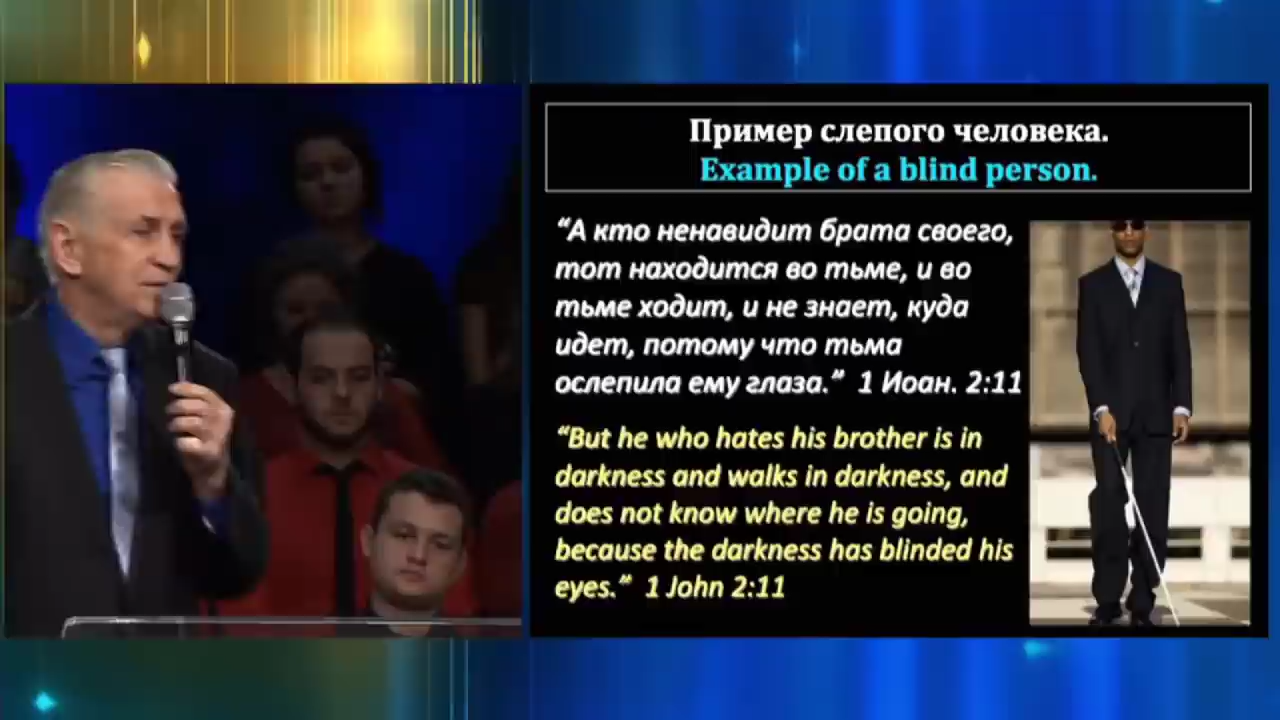 Пример слепого человека.
Example of a blind person.
“А кто ненавидит брата своего,
тот находится во тьме, и во
тьме ходит, и не знает, куда
идет, потому что тьма
ослепила ему глаза.” 1 Иоан. 2:11
“But he who hates his brother is in
darkness and walks in darkness, and
does not know where he is going,
because the darkness has blinded his
eyes.” 1 John 2:11